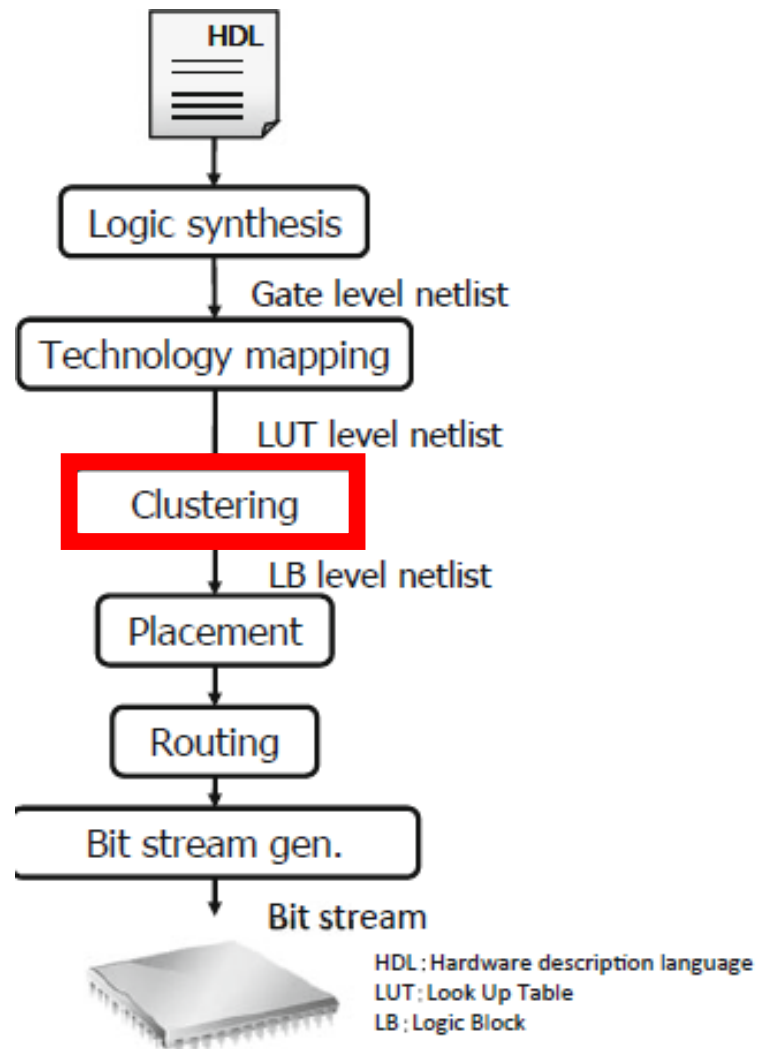 HDL
Logic synthesis
Gate level netlist
Technology mapping
LUT level netlist
Clustering
LB level netlist
Placement
Routing
Bit stream gen.
Bit stream
HDL : Hardware description language
LUT : Look Up Table
LB : Logic Block